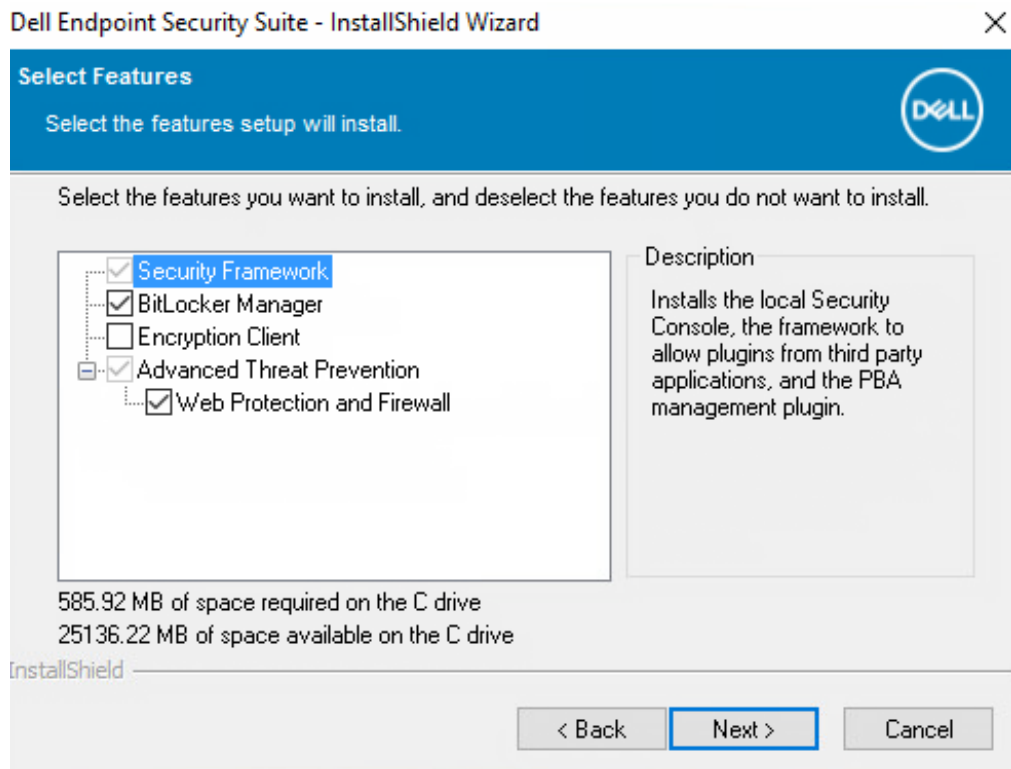 Dell Endpoint Security Suite - InstallShield Wizard
Select Features
Select the features setup will install.
DELL
Select the features you want to install, and deselect the features you do not want to install.
Security Framework
BitLocker Manager
Encryption Client
Advanced Threat Prevention
Web Protection and Firewall
Description
Installs the local Security
Console, the framework to
allow plugins from third party
applications, and the PBA
management plugin.
585.92 MB of space required on the C drive
25136.22 MB of space available on the C drive
InstallShield
< Back
Next >
Cancel